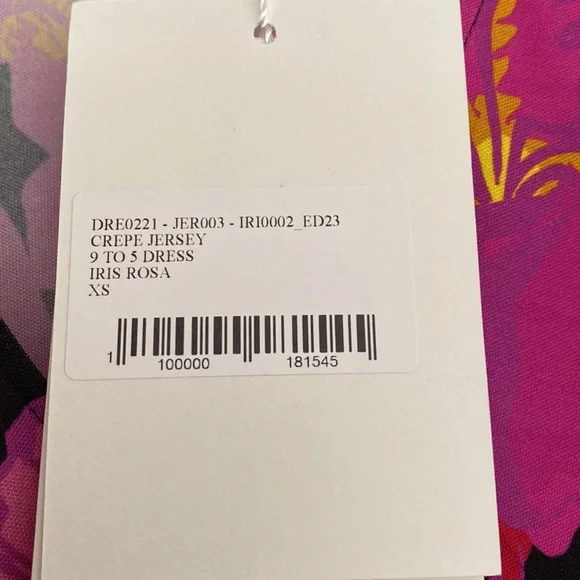 DRE0221 - JER003 - IRI0002_ED23
CREPE JERSEY
9 TO 5 DRESS
IRIS ROSA
XS
1 100000 181545